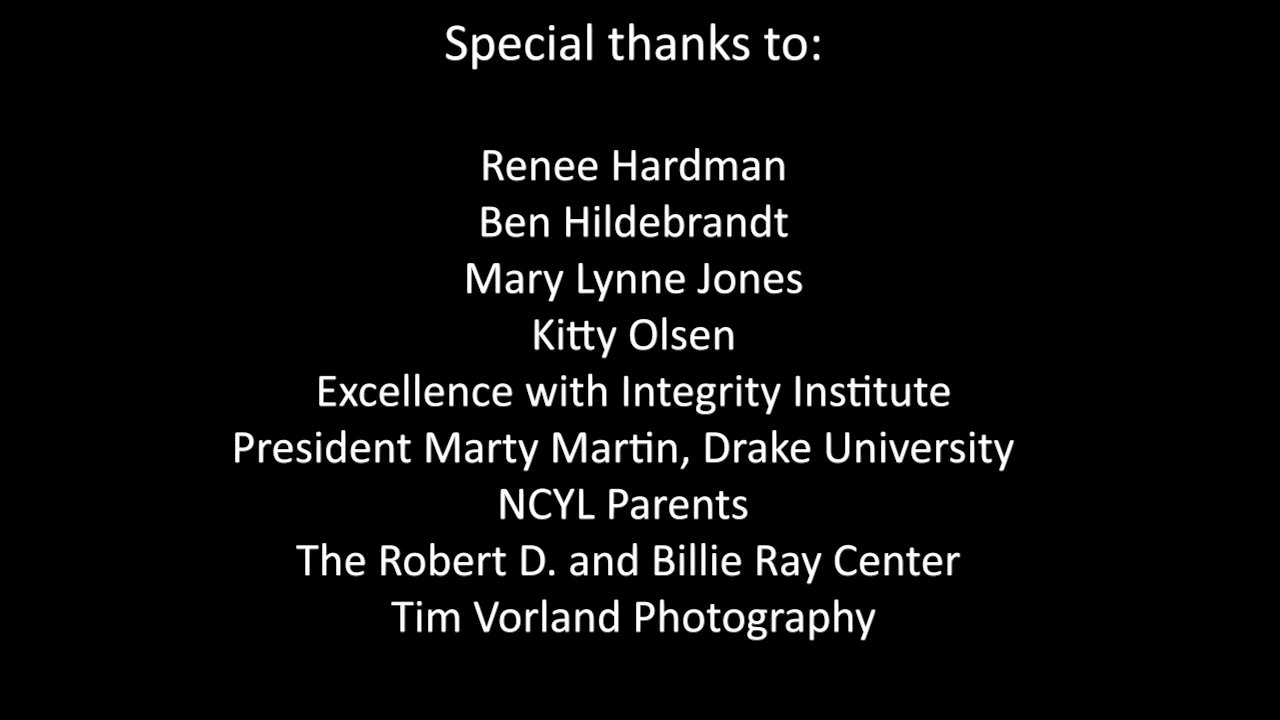 Special thanks to:
Renee Hardman
Ben Hildebrandt
Mary Lynne Jones
Kitty Olsen
Excellence with Integrity Institute
President Marty Martin, Drake University
NCYL Parents
The Robert D. and Billie Ray Center
Tim Vorland Photography